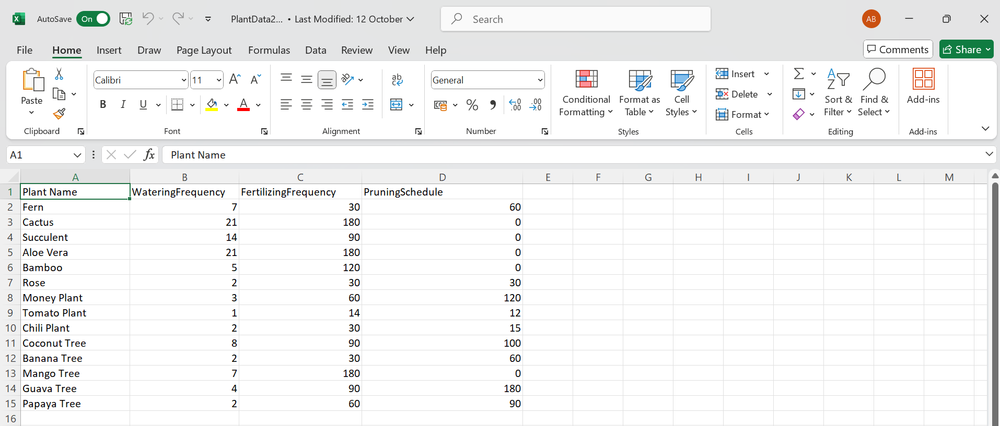 AutoSave On PlantData2... • Last Modified: 12 October Search AB
File Home Insert Draw Page Layout Formulas Data Review View Help Comments Share
Paste
Clipboard
Calibri 11
B I U A
Font
ab
Alignment
General
% , .00 .00
Number
Conditional Formatting
Format as Table
Cell Styles
Styles
Insert
Delete
Format
Cells
Sort & Filter
Find & Select
Editing
Add-ins
Add-ins
A1 fx Plant Name
A B C D E F G H I J K L M
1 Plant Name WateringFrequency FertilizingFrequency PruningSchedule
2 Fern 7 30 60
3 Cactus 21 180 0
4 Succulent 14 90 0
5 Aloe Vera 21 180 0
6 Bamboo 5 120 0
7 Rose 2 30 30
8 Money Plant 3 60 120
9 Tomato Plant 1 14 12
10 Chili Plant 2 30 15
11 Coconut Tree 8 90 100
12 Banana Tree 2 30 60
13 Mango Tree 7 180 0
14 Guava Tree 4 90 180
15 Papaya Tree 2 60 90
16